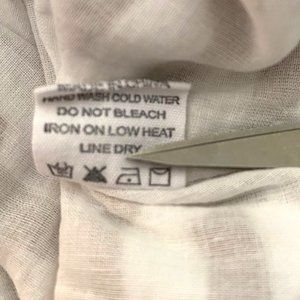 HAND WASH COLD WATER
DO NOT BLEACH
IRON ON LOW HEAT
LINE DRY